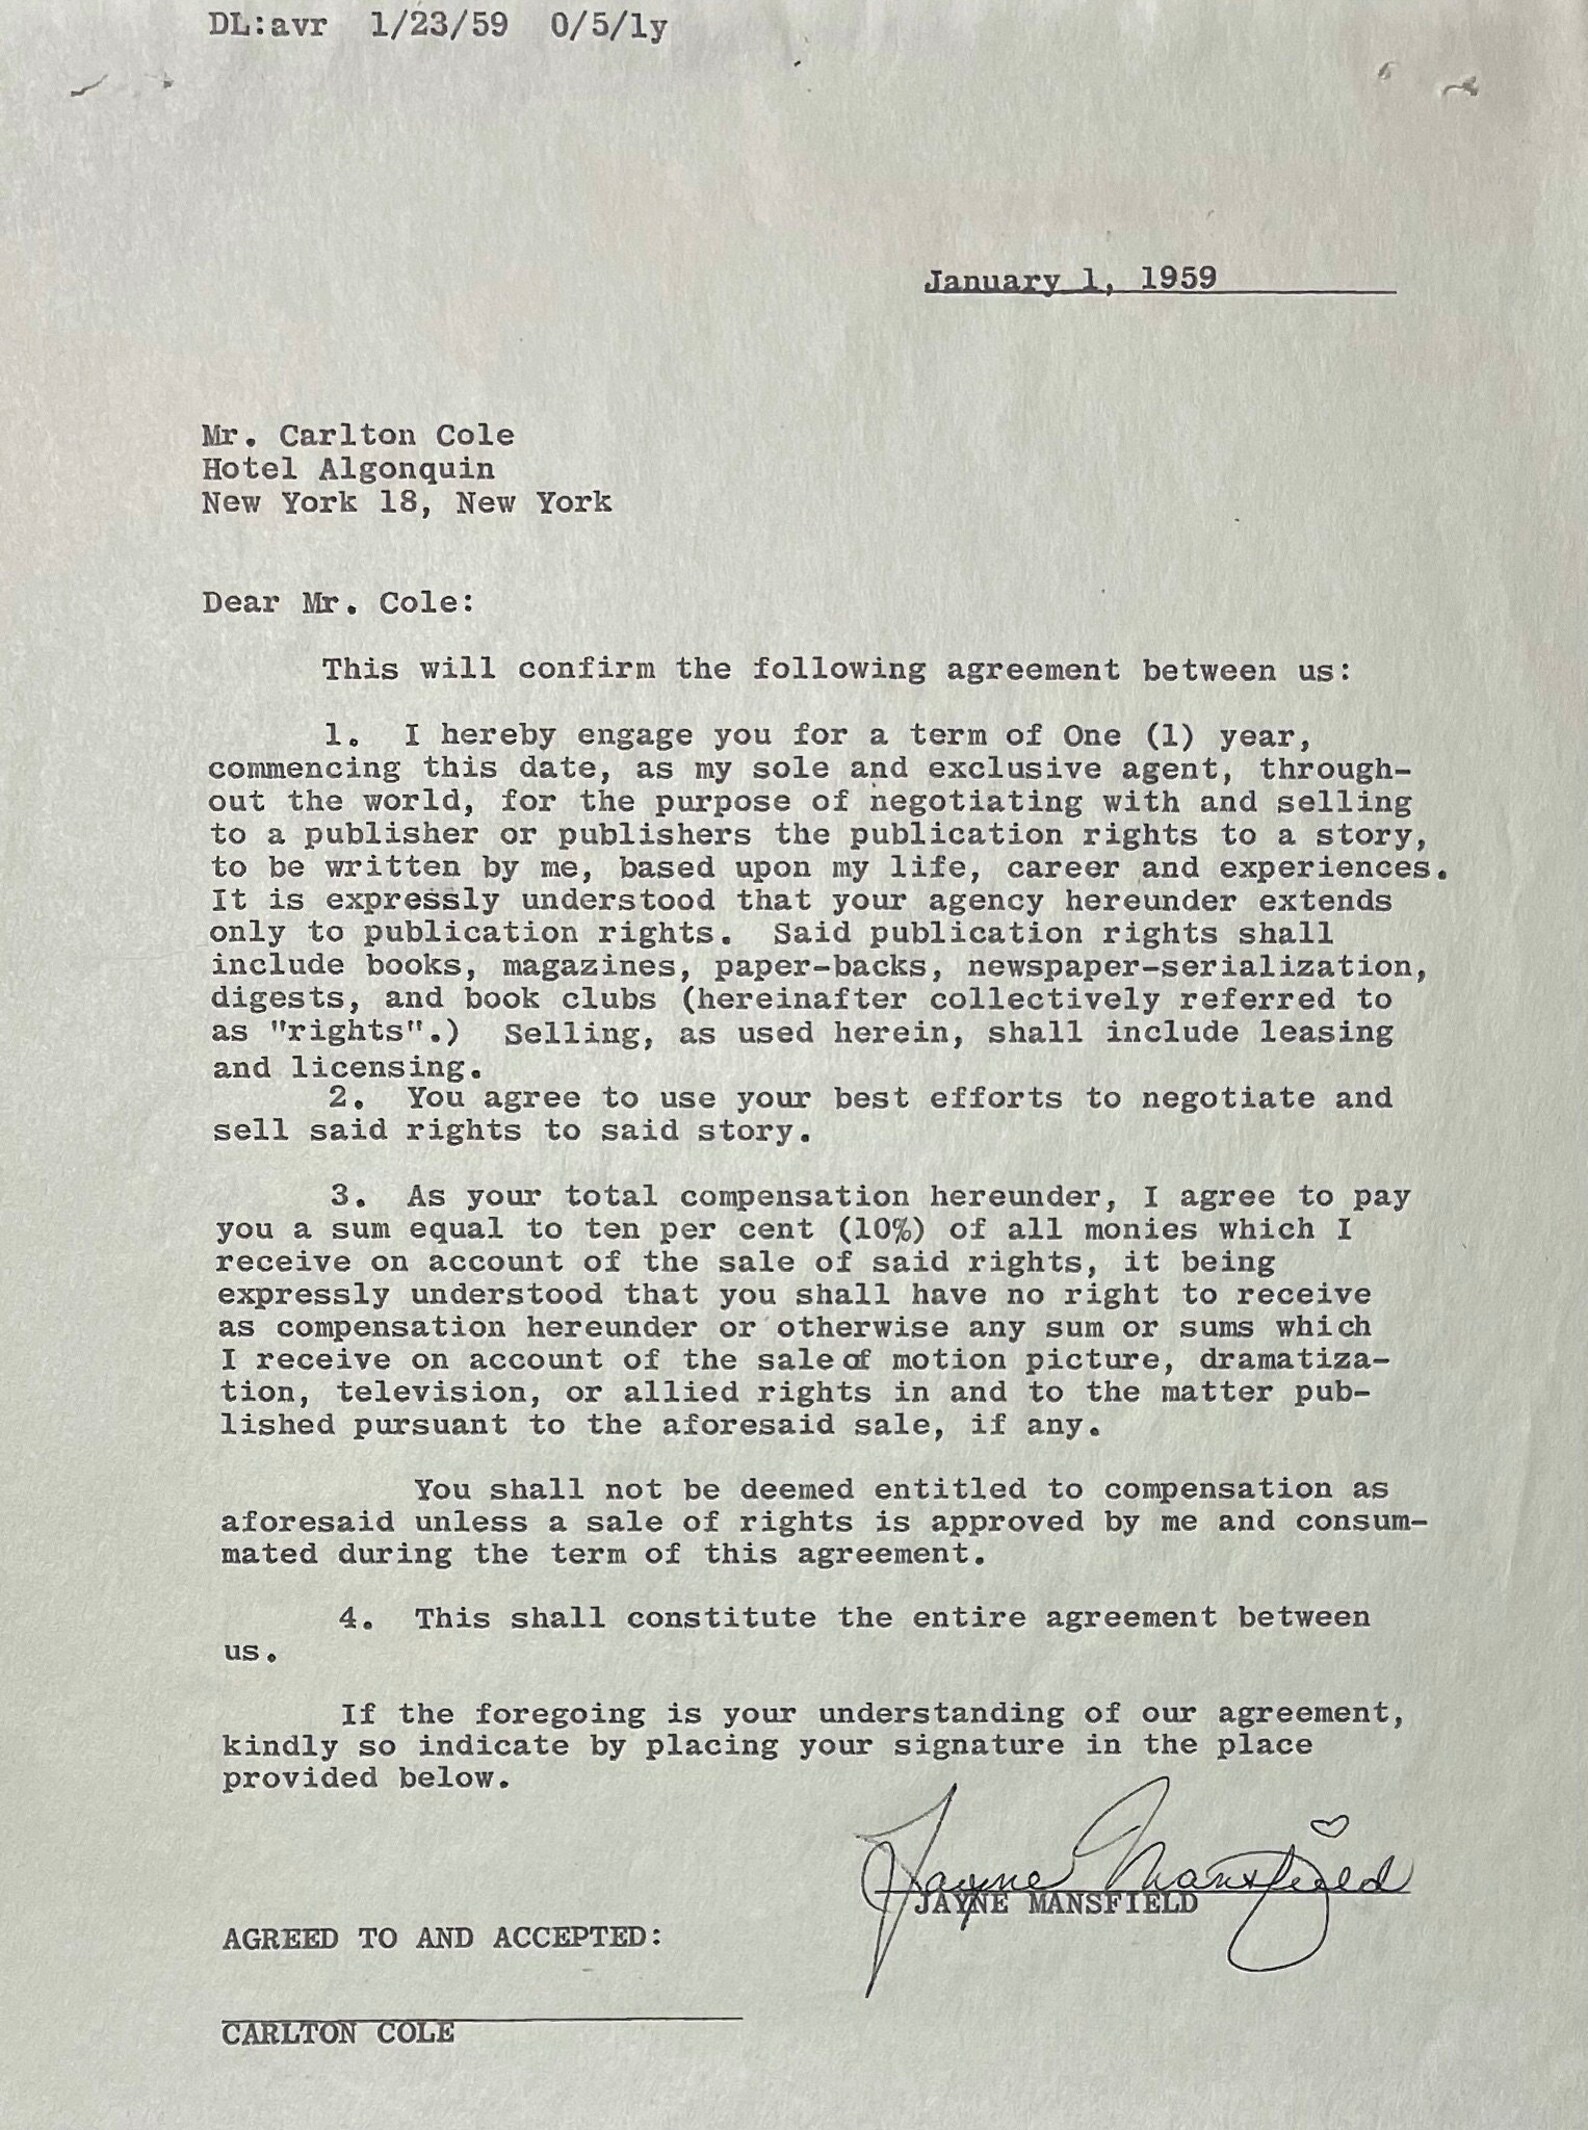 DL:avr 1/23/59 0/5/1y
January 1, 1959
Mr. Carlton Cole
Hotel Algonquin
New York 18, New York
Dear Mr. Cole:
This will confirm the following agreement between us:
1. I hereby engage you for a term of One (1) year,
commencing this date, as my sole and exclusive agent, through-
out the world, for the purpose of negotiating with and selling
to a publisher or publishers the publication rights to a story,
to be written by me, based upon my life, career and experiences.
It is expressly understood that your agency hereunder extends
only to publication rights. Said publication rights shall
include books, magazines, paper-backs, newspaper-serialization,
digests, and book clubs (hereinafter collectively referred to
as "rights".) Selling, as used herein, shall include leasing
and licensing.
2. You agree to use your best efforts to negotiate and
sell said rights to said story.
3. As your total compensation hereunder, I agree to pay
you a sum equal to ten per cent (10%) of all monies which I
receive on account of the sale of said rights, it being
expressly understood that you shall have no right to receive
as compensation hereunder or otherwise any sum or sums which
I receive on account of the sale of motion picture, dramatiza-
tion, television, or allied rights in and to the matter pub-
lished pursuant to the aforesaid sale, if any.
You shall not be deemed entitled to compensation as
aforesaid unless a sale of rights is approved by me and consum-
mated during the term of this agreement.
4. This shall constitute the entire agreement between
us.
If the foregoing is your understanding of our agreement,
kindly so indicate by placing your signature in the place
provided below.
Jayne Mansfield
JAYNE MANSFIELD
AGREED TO AND ACCEPTED:
CARLTON COLE